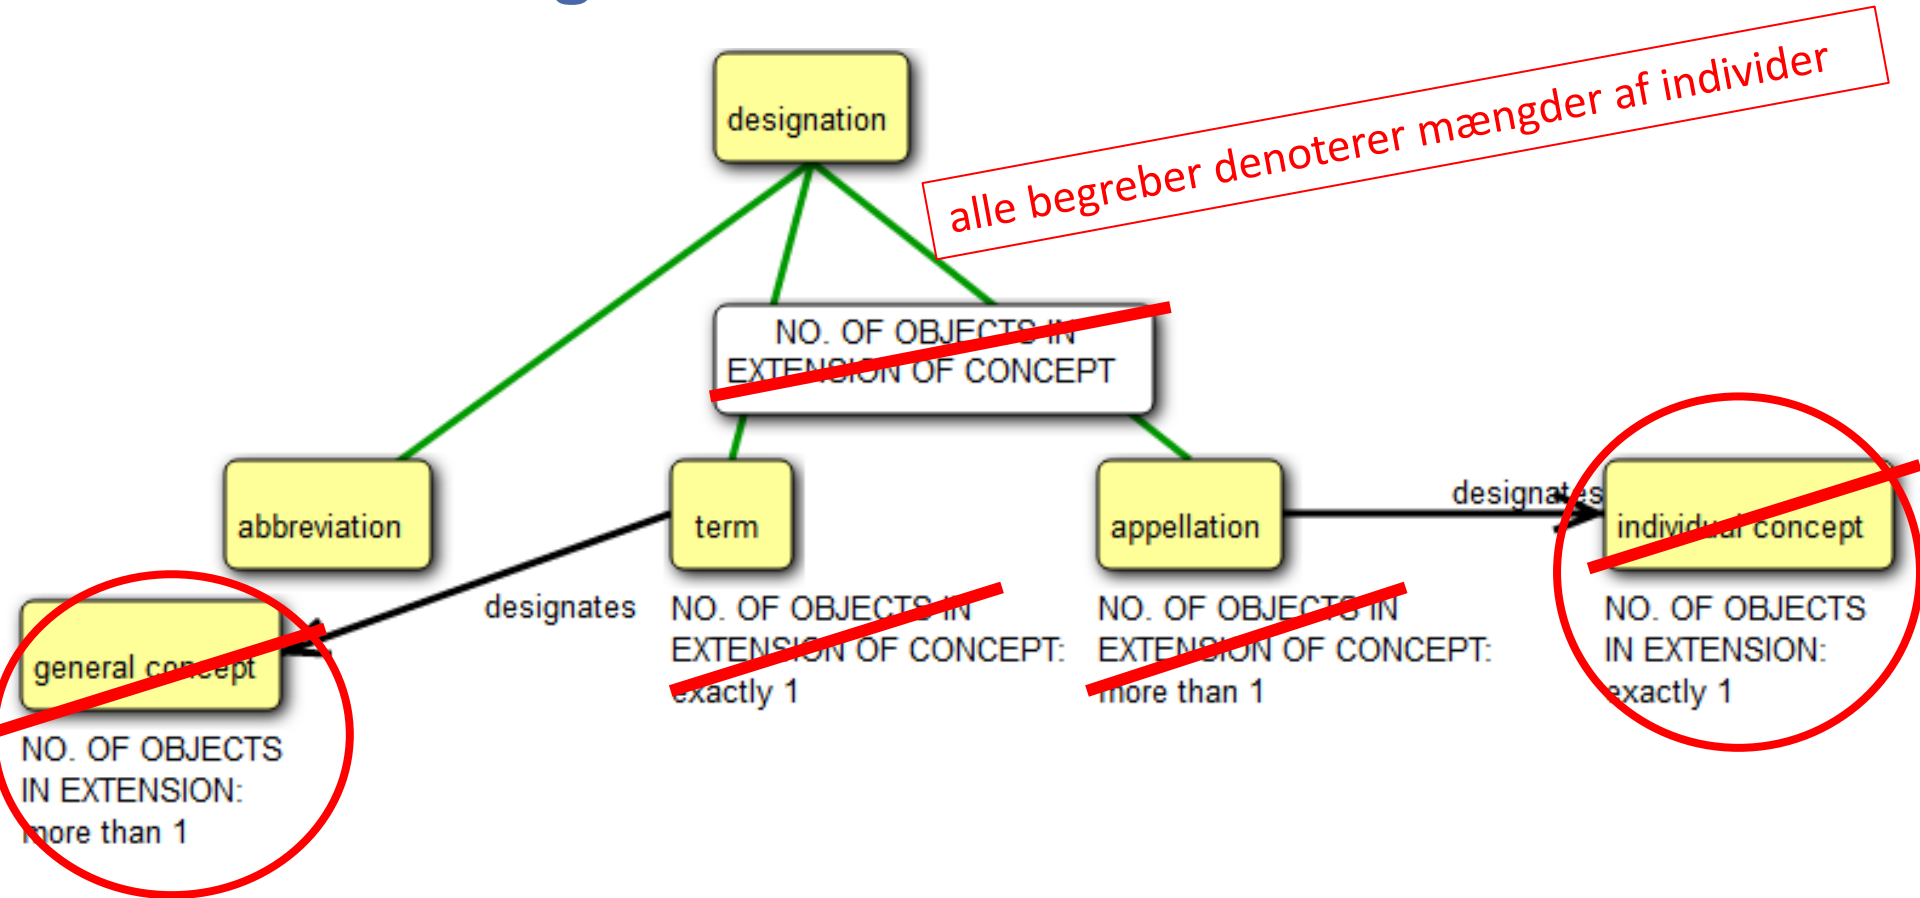 designation
alle begreber denoterer mængder af individer
NO. OF OBJECTS IN
EXTENSION OF CONCEPT
abbreviation
term
appellation
designates
individual concept
general concept
designates
NO. OF OBJECTS IN
EXTENSION OF CONCEPT:
exactly 1
NO. OF OBJECTS IN
EXTENSION OF CONCEPT:
more than 1
NO. OF OBJECTS
IN EXTENSION:
exactly 1
NO. OF OBJECTS
IN EXTENSION:
more than 1